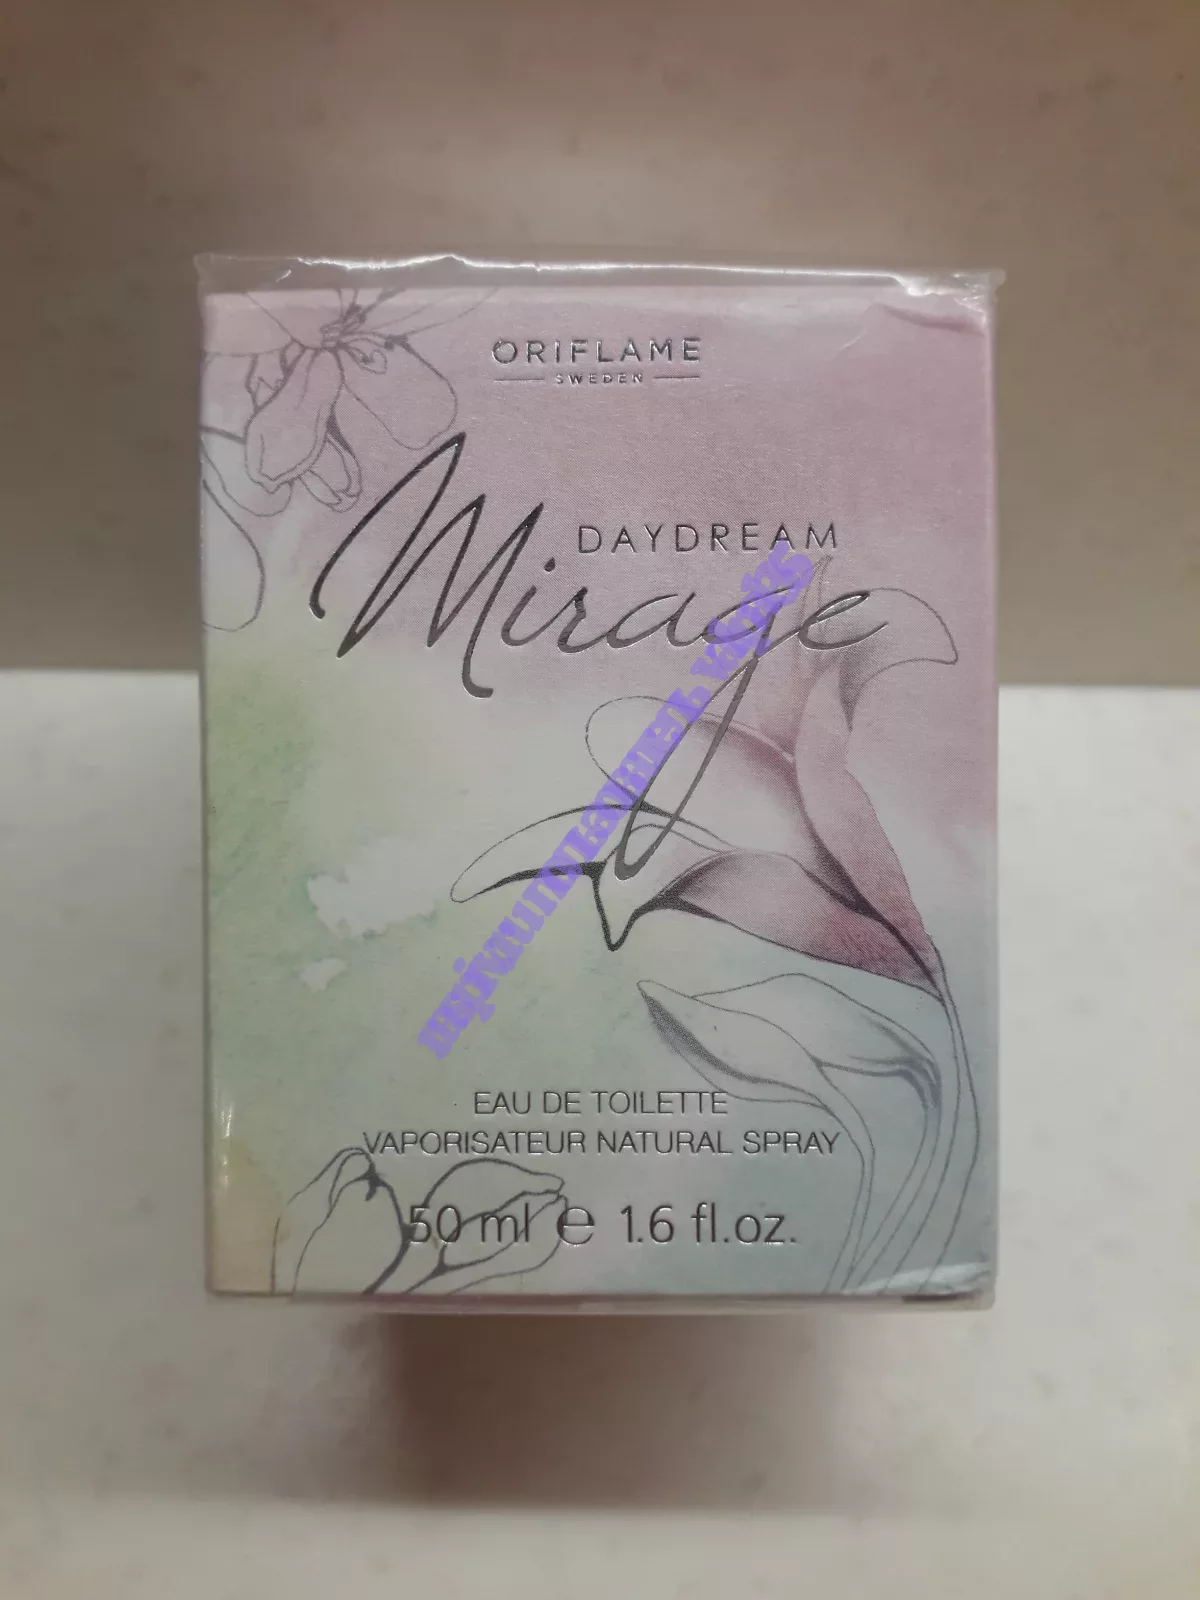 ORIFLAME
SWEDEN
DAYDREAM
Mirage
EAU DE TOILETTE
VAPORISATEUR NATURAL SPRAY
50 ml ℮ 1.6 fl.oz.